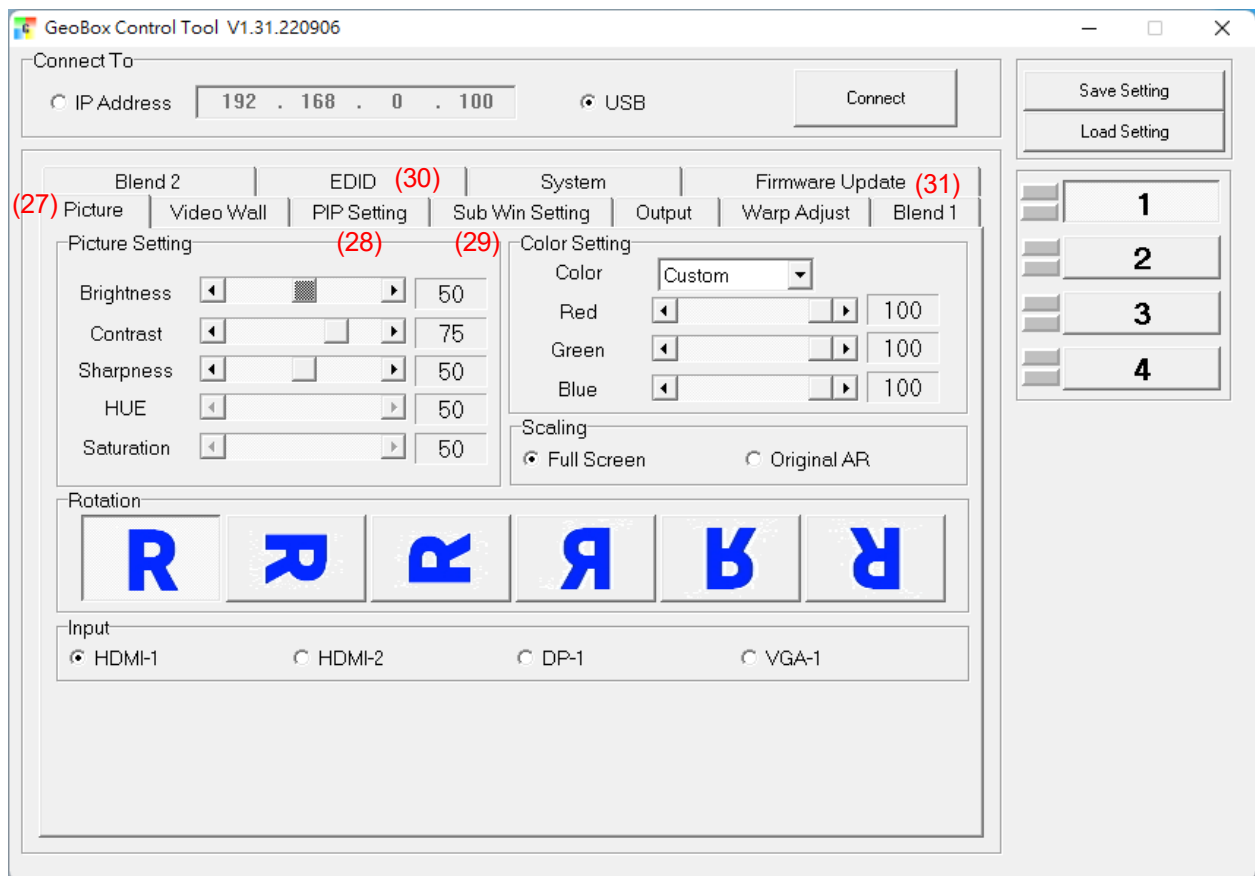 GeoBox Control Tool V1.31.220906
Connect To
IP Address 192 . 168 . 0 . 100 USB Connect
Save Setting
Load Setting
Blend 2 EDID (30) System Firmware Update (31)
(27) Picture Video Wall PIP Setting Sub Win Setting Output Warp Adjust Blend 1
(28) (29)
Picture Setting
Brightness 50
Contrast 75
Sharpness 50
HUE 50
Saturation 50
Color Setting
Color Custom
Red 100
Green 100
Blue 100
Scaling
Full Screen Original AR
Rotation
R R R R R R
Input
HDMI-1 HDMI-2 DP-1 VGA-1
1
2
3
4